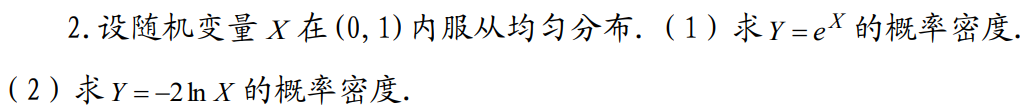 2. 设随机变量 X 在 (0, 1) 内服从均匀分布. (1) 求 Y = e^X 的概率密度.
(2) 求 Y = −2 ln X 的概率密度.